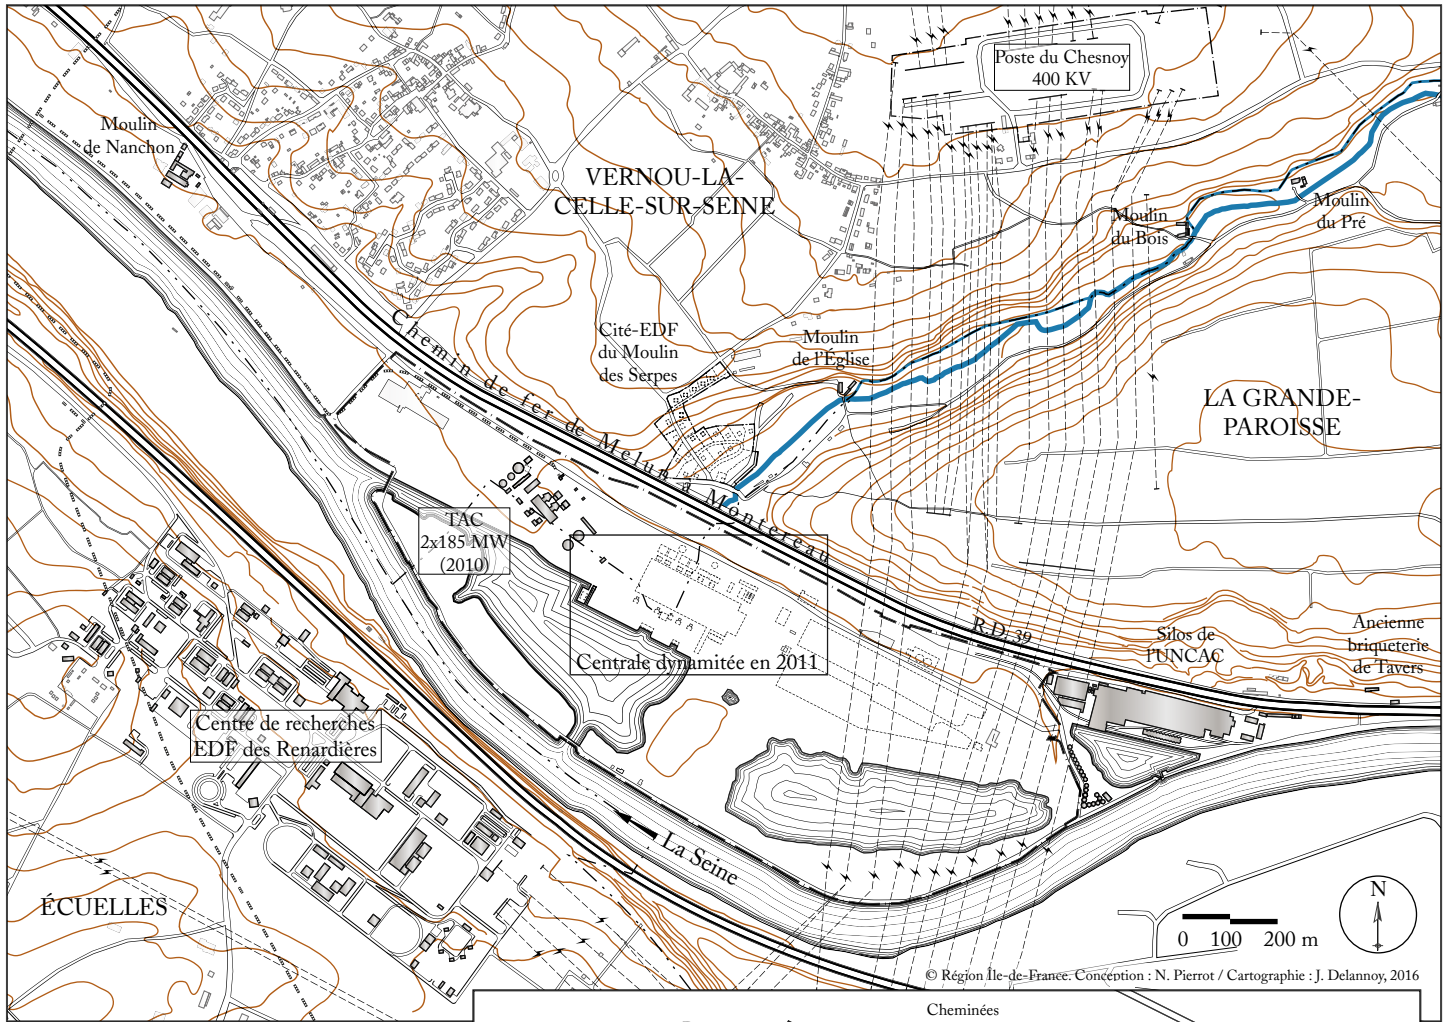 Poste du Chesnoy
400 KV
Moulin
de Nanchon
VERNOU-LA-
CELLE-SUR-SEINE
Moulin
du Pré
Moulin
du Bois
Chemin de fer de Melun à Montereau
Cité-EDF
du Moulin
des Serpes
Moulin
de l'Église
LA GRANDE-
PAROISSE
TAC
2x185 MW
(2010)
Centrale dynamitée en 2011
R.D. 39
Silos de
l'UNCAC
Ancienne
briqueterie
de Tavers
Centre de recherches
EDF des Renardières
La Seine
ÉCUELLES
N
0 100 200 m
© Région Île-de-France. Conception : N. Pierrot / Cartographie : J. Delannoy, 2016
Cheminées